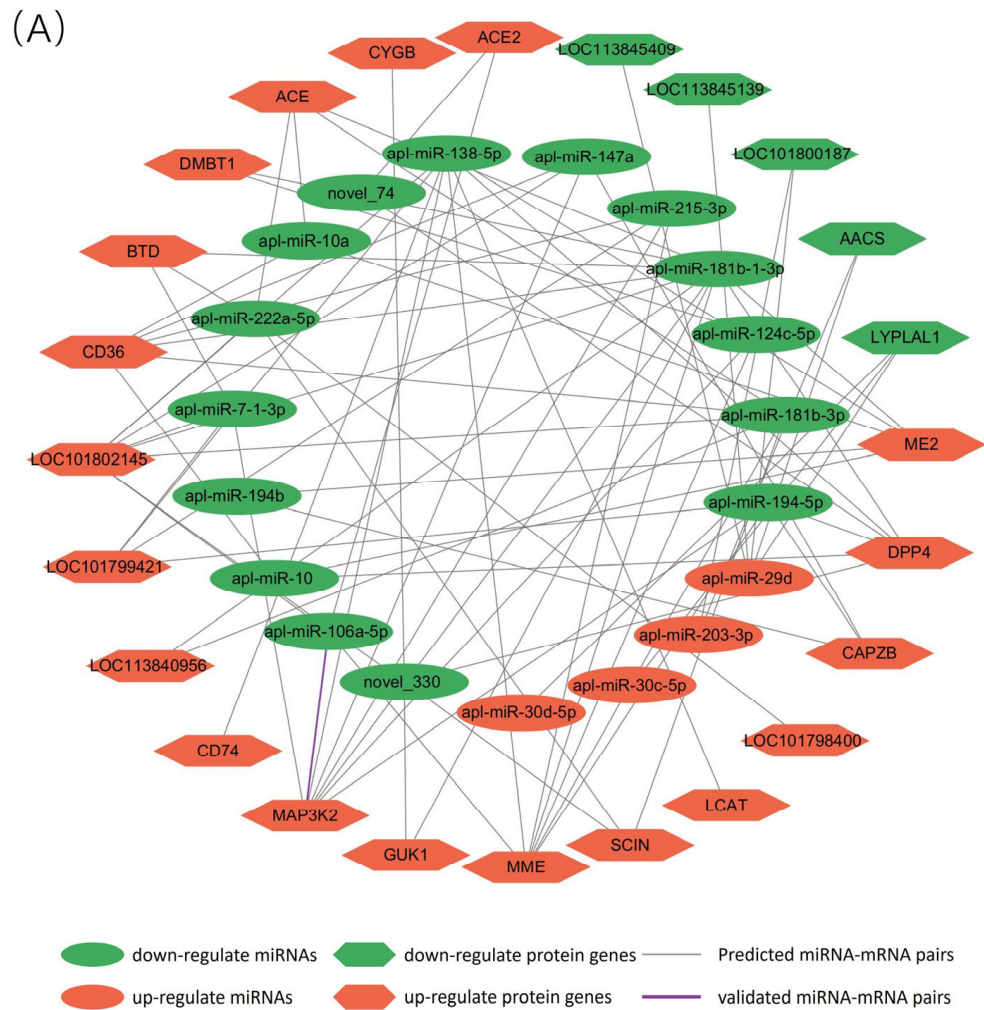 (A)
ACE2
CYGB
LOC113845409
LOC113845139
ACE
apl-miR-138-5p
apl-miR-147a
LOC101800187
DMBT1
novel_74
apl-miR-215-3p
AACS
apl-miR-10a
BTD
apl-miR-181b-1-3p
apl-miR-222a-5p
apl-miR-124c-5p
LYPLAL1
CD36
apl-miR-7-1-3p
apl-miR-181b-3p
ME2
LOC101802145
apl-miR-194b
apl-miR-194-5p
DPP4
LOC101799421
apl-miR-10
apl-miR-29d
apl-miR-106a-5p
apl-miR-203-3p
CAPZB
LOC113840956
novel_330
apl-miR-30c-5p
apl-miR-30d-5p
LOC101798400
CD74
LCAT
MAP3K2
SCIN
GUK1
MME
down-regulate miRNAs
down-regulate protein genes
Predicted miRNA-mRNA pairs
up-regulate miRNAs
up-regulate protein genes
validated miRNA-mRNA pairs